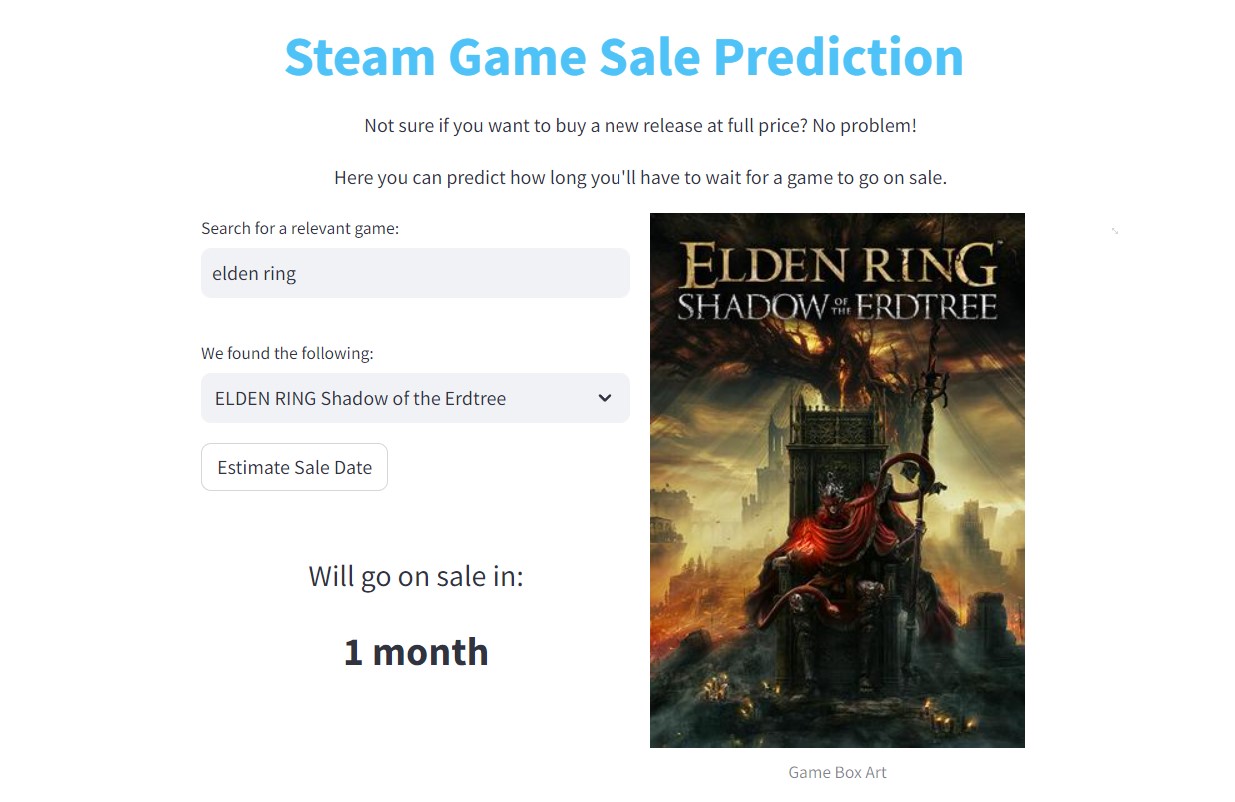 Steam Game Sale Prediction
Not sure if you want to buy a new release at full price? No problem!
Here you can predict how long you'll have to wait for a game to go on sale.
Search for a relevant game:
elden ring
We found the following:
ELDEN RING Shadow of the Erdtree
Estimate Sale Date
Will go on sale in:
1 month
ELDEN RING™
SHADOW OF THE ERDTREE
Game Box Art